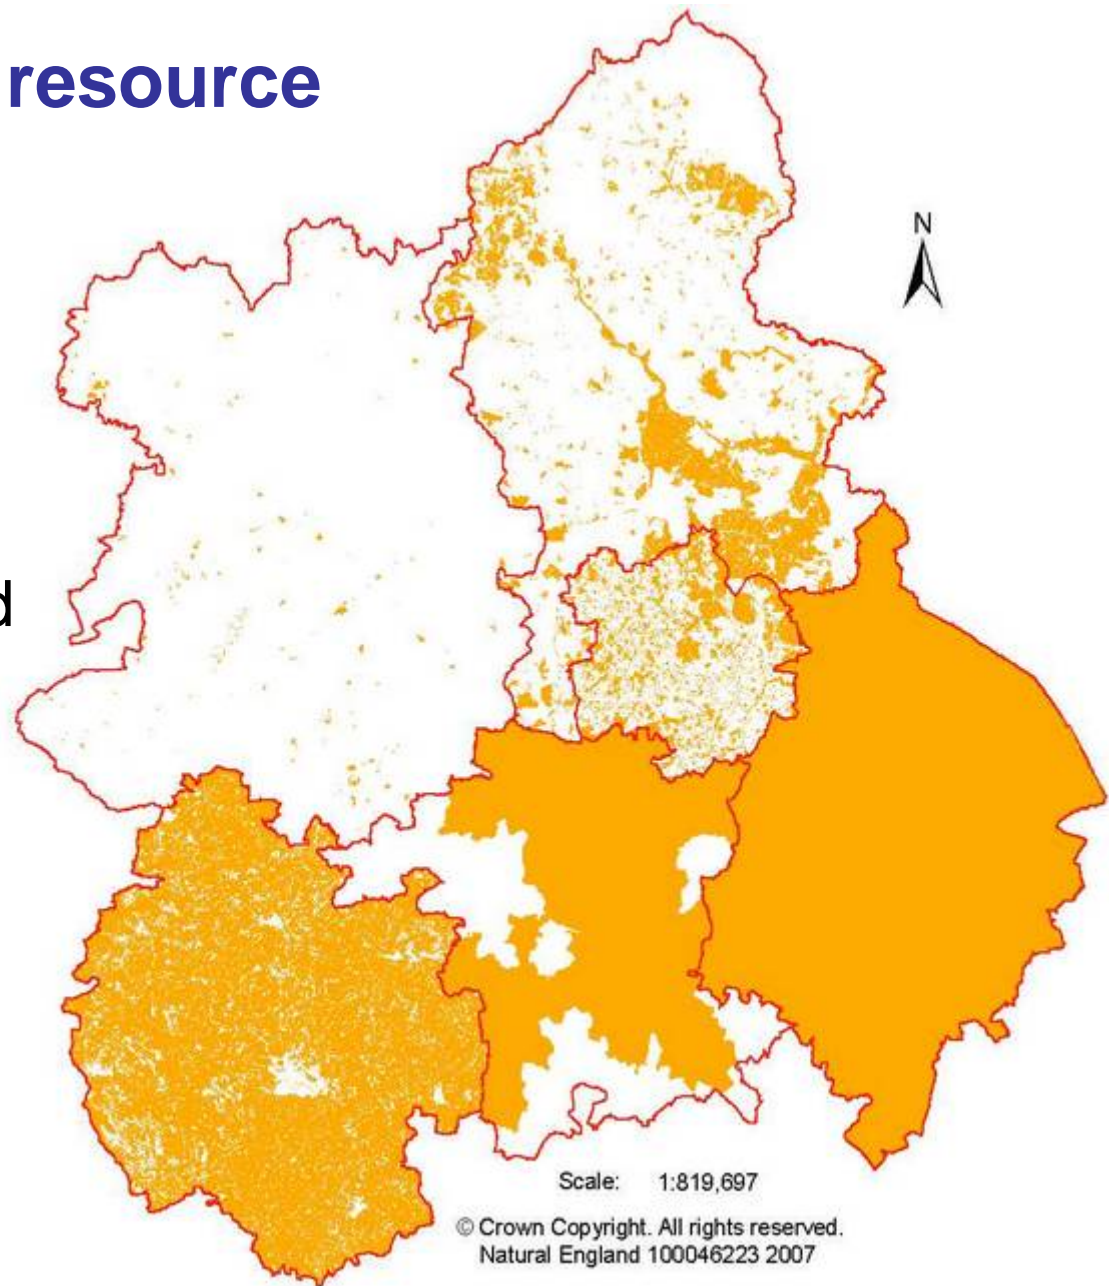 resource
N
d
Scale: 1:819,697
© Crown Copyright. All rights reserved.
Natural England 100046223 2007